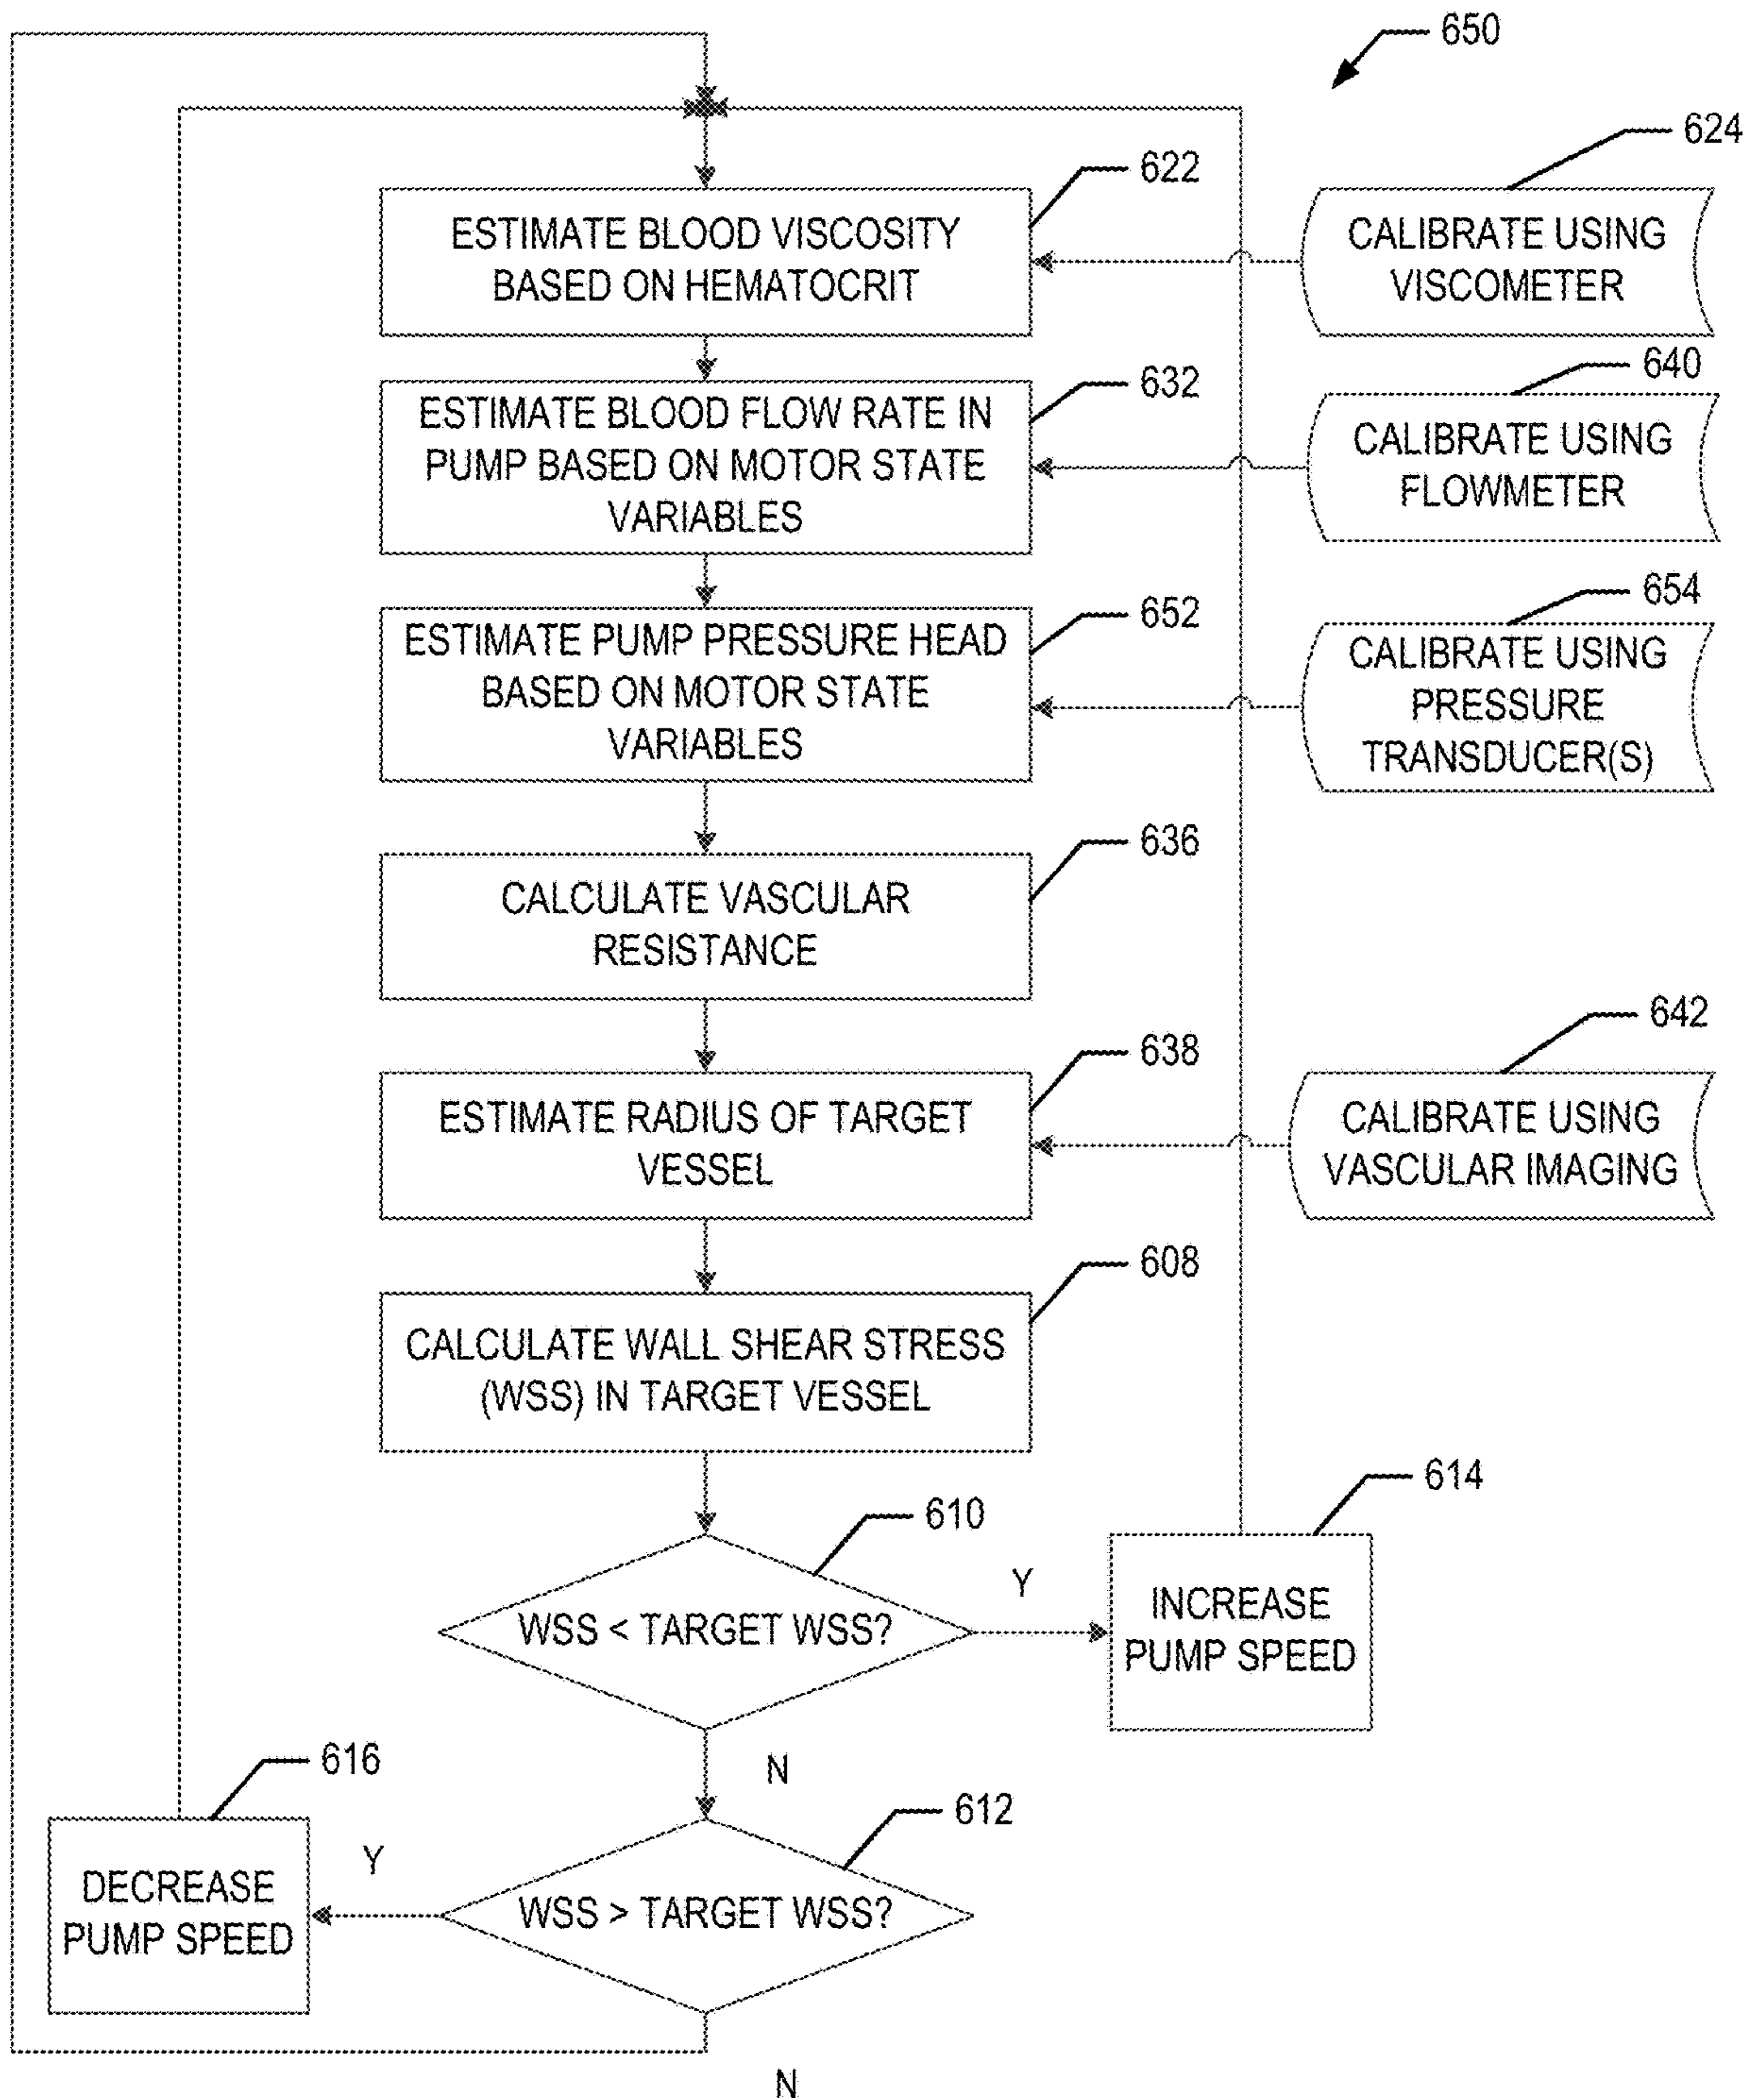 650
624
622
ESTIMATE BLOOD VISCOSITY
BASED ON HEMATOCRIT
CALIBRATE USING
VISCOMETER
640
632
ESTIMATE BLOOD FLOW RATE IN
PUMP BASED ON MOTOR STATE
VARIABLES
CALIBRATE USING
FLOWMETER
654
652
ESTIMATE PUMP PRESSURE HEAD
BASED ON MOTOR STATE
VARIABLES
CALIBRATE USING
PRESSURE
TRANSDUCER(S)
636
CALCULATE VASCULAR
RESISTANCE
642
638
ESTIMATE RADIUS OF TARGET
VESSEL
CALIBRATE USING
VASCULAR IMAGING
608
CALCULATE WALL SHEAR STRESS
(WSS) IN TARGET VESSEL
614
610
WSS < TARGET WSS?
Y
INCREASE
PUMP SPEED
N
616
612
DECREASE
PUMP SPEED
Y
WSS > TARGET WSS?
N